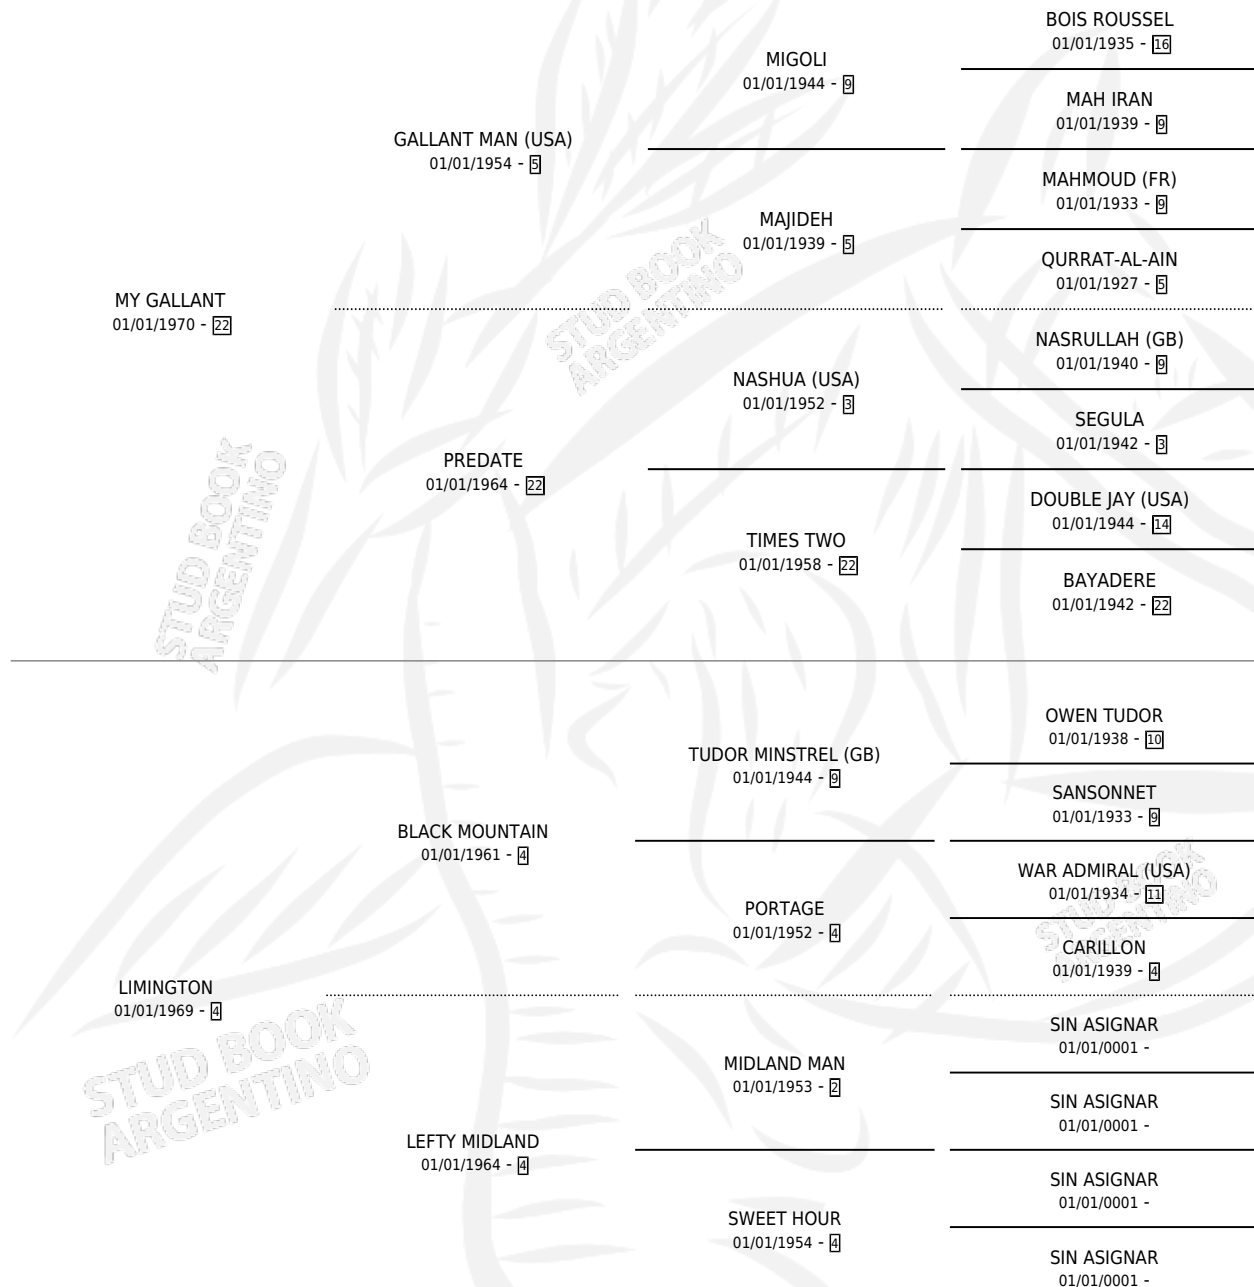 BOIS ROUSSEL
01/01/1935 - 16
MIGOLI
01/01/1944 - 9
MAH IRAN
01/01/1939 - 9
GALLANT MAN (USA)
01/01/1954 - 5
MAHMOUD (FR)
01/01/1933 - 9
MAJIDEH
01/01/1939 - 5
QURRAT-AL-AIN
01/01/1927 - 5
MY GALLANT
01/01/1970 - 22
NASRULLAH (GB)
01/01/1940 - 9
NASHUA (USA)
01/01/1952 - 3
SEGULA
01/01/1942 - 3
PREDATE
01/01/1964 - 22
DOUBLE JAY (USA)
01/01/1944 - 14
TIMES TWO
01/01/1958 - 22
BAYADERE
01/01/1942 - 22
OWEN TUDOR
01/01/1938 - 10
TUDOR MINSTREL (GB)
01/01/1944 - 9
SANSONNET
01/01/1933 - 9
BLACK MOUNTAIN
01/01/1961 - 4
WAR ADMIRAL (USA)
01/01/1934 - 11
PORTAGE
01/01/1952 - 4
CARILLON
01/01/1939 - 4
LIMINGTON
01/01/1969 - 4
SIN ASIGNAR
01/01/0001 -
MIDLAND MAN
01/01/1953 - 2
SIN ASIGNAR
01/01/0001 -
LEFTY MIDLAND
01/01/1964 - 4
SIN ASIGNAR
01/01/0001 -
SWEET HOUR
01/01/1954 - 4
SIN ASIGNAR
01/01/0001 -
STUD BOOK
ARGENTINO
STUD BOOK
ARGENTINO
STUD BOOK
ARGENTINO
STUD BOOK
ARGENTINO